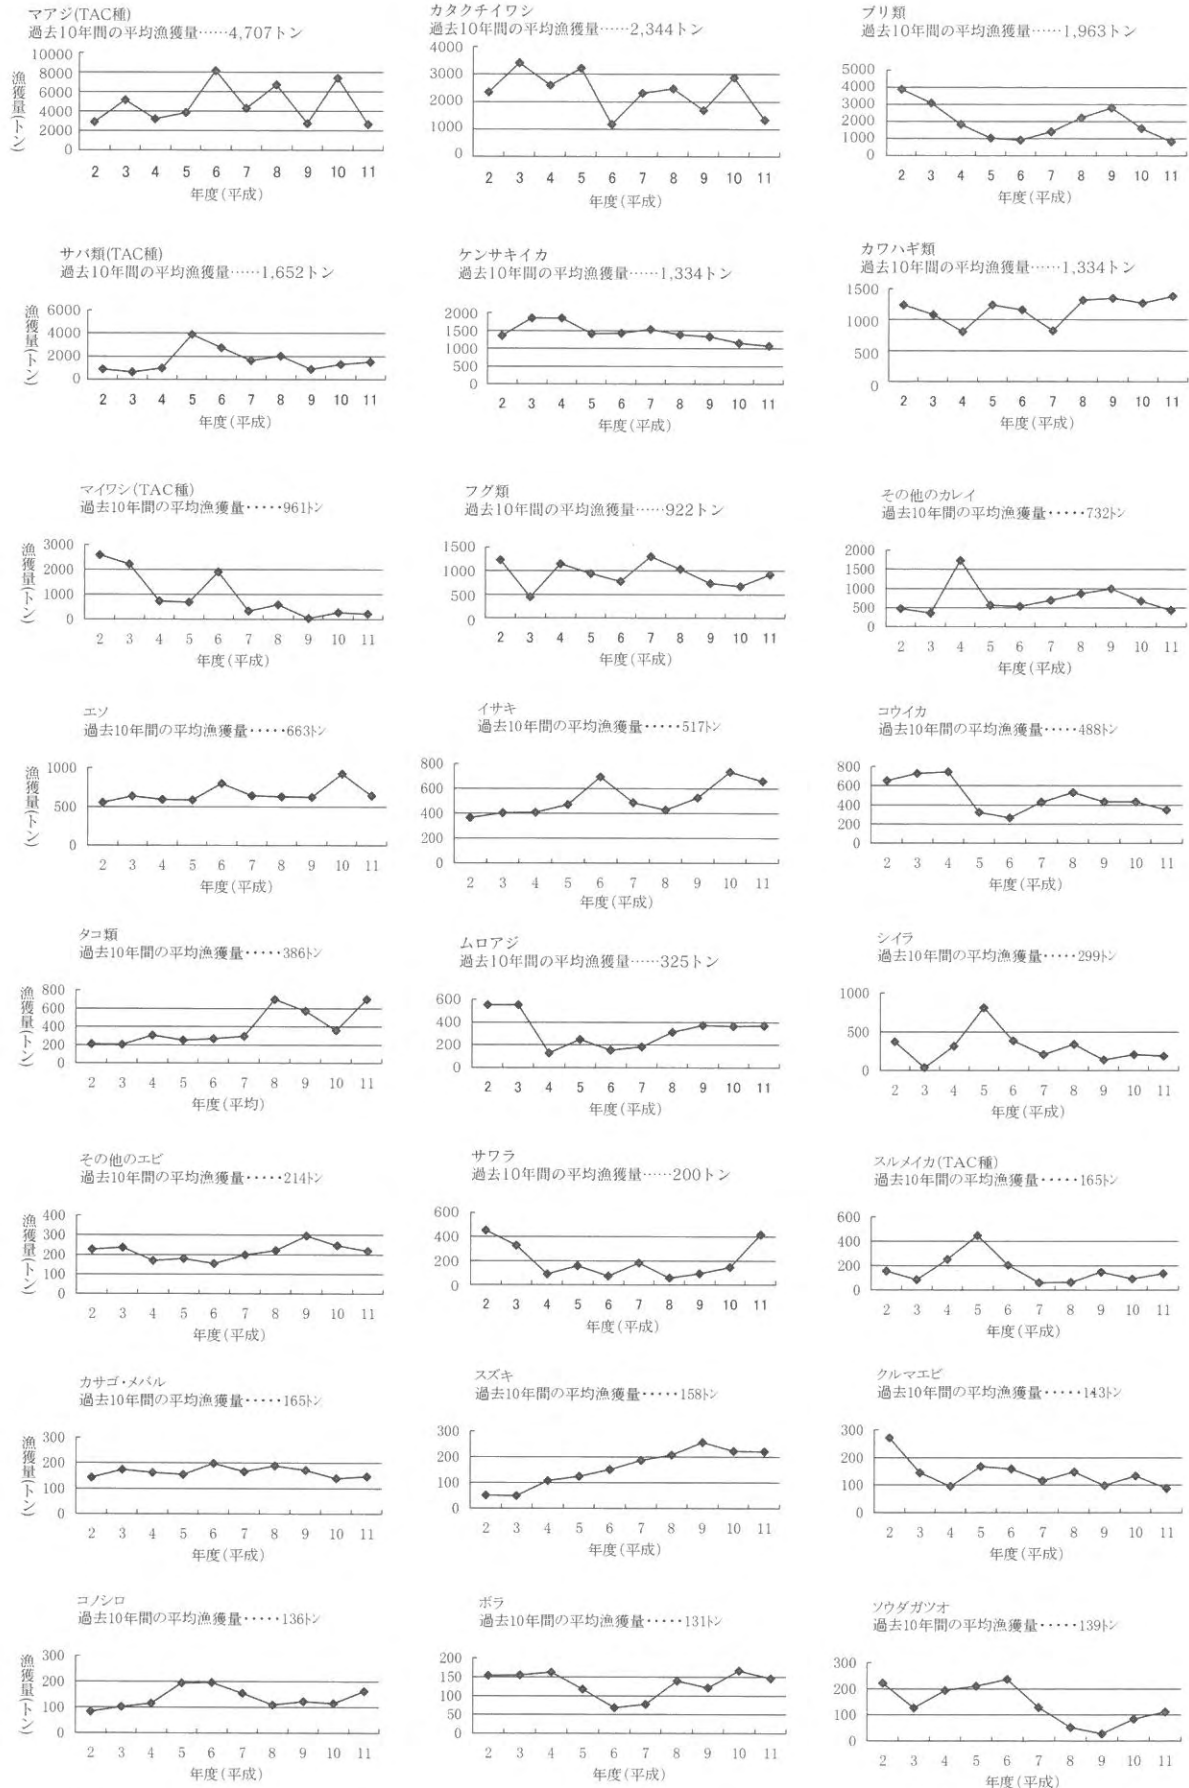 マアジ(TAC種)
過去10年間の平均漁獲量……4,707トン
漁獲量(トン)
10000
8000
6000
4000
2000
0
2 3 4 5 6 7 8 9 10 11
年度(平成)
カタクチイワシ
過去10年間の平均漁獲量……2,344トン
4000
3000
2000
1000
0
2 3 4 5 6 7 8 9 10 11
年度(平成)
ブリ類
過去10年間の平均漁獲量……1,963トン
5000
4000
3000
2000
1000
0
2 3 4 5 6 7 8 9 10 11
年度(平成)
サバ類(TAC種)
過去10年間の平均漁獲量……1,652トン
漁獲量(トン)
6000
4000
2000
0
2 3 4 5 6 7 8 9 10 11
年度(平成)
ケンサキイカ
過去10年間の平均漁獲量……1,334トン
2000
1500
1000
500
0
2 3 4 5 6 7 8 9 10 11
年度(平成)
カワハギ類
過去10年間の平均漁獲量……1,334トン
1500
1000
500
0
2 3 4 5 6 7 8 9 10 11
年度(平成)
マイワシ(TAC種)
過去10年間の平均漁獲量・・・・・961トン
漁獲量(トン)
3000
2000
1000
0
2 3 4 5 6 7 8 9 10 11
年度(平成)
フグ類
過去10年間の平均漁獲量……922トン
1500
1000
500
0
2 3 4 5 6 7 8 9 10 11
年度(平成)
その他のカレイ
過去10年間の平均漁獲量・・・・・732トン
2000
1500
1000
500
0
2 3 4 5 6 7 8 9 10 11
年度(平成)
エソ
過去10年間の平均漁獲量・・・・・663トン
漁獲量(トン)
1000
500
0
2 3 4 5 6 7 8 9 10 11
年度(平成)
イサキ
過去10年間の平均漁獲量・・・・・517トン
800
600
400
200
0
2 3 4 5 6 7 8 9 10 11
年度(平成)
コウイカ
過去10年間の平均漁獲量・・・・・488トン
800
600
400
200
0
2 3 4 5 6 7 8 9 10 11
年度(平成)
タコ類
過去10年間の平均漁獲量・・・・・386トン
漁獲量(トン)
800
600
400
200
0
2 3 4 5 6 7 8 9 10 11
年度(平均)
ムロアジ
過去10年間の平均漁獲量……325トン
600
400
200
0
2 3 4 5 6 7 8 9 10 11
年度(平成)
シイラ
過去10年間の平均漁獲量・・・・・299トン
1000
500
0
2 3 4 5 6 7 8 9 10 11
年度(平成)
その他のエビ
過去10年間の平均漁獲量・・・・・214トン
漁獲量(トン)
400
300
200
100
0
2 3 4 5 6 7 8 9 10 11
年度(平成)
サワラ
過去10年間の平均漁獲量……200トン
600
400
200
0
2 3 4 5 6 7 8 9 10 11
年度(平成)
スルメイカ(TAC種)
過去10年間の平均漁獲量・・・・・165トン
600
400
200
0
2 3 4 5 6 7 8 9 10 11
年度(平成)
カサゴ・メバル
過去10年間の平均漁獲量・・・・・165トン
漁獲量(トン)
300
200
100
0
2 3 4 5 6 7 8 9 10 11
年度(平成)
スズキ
過去10年間の平均漁獲量・・・・・158トン
300
200
100
0
2 3 4 5 6 7 8 9 10 11
年度(平成)
クルマエビ
過去10年間の平均漁獲量・・・・・143トン
300
200
100
0
2 3 4 5 6 7 8 9 10 11
年度(平成)
コノシロ
過去10年間の平均漁獲量・・・・・136トン
漁獲量(トン)
300
200
100
0
2 3 4 5 6 7 8 9 10 11
年度(平成)
ボラ
過去10年間の平均漁獲量・・・・・131トン
200
150
100
50
0
2 3 4 5 6 7 8 9 10 11
年度(平成)
ソウダガツオ
過去10年間の平均漁獲量・・・・・139トン
300
200
100
0
2 3 4 5 6 7 8 9 10 11
年度(平成)